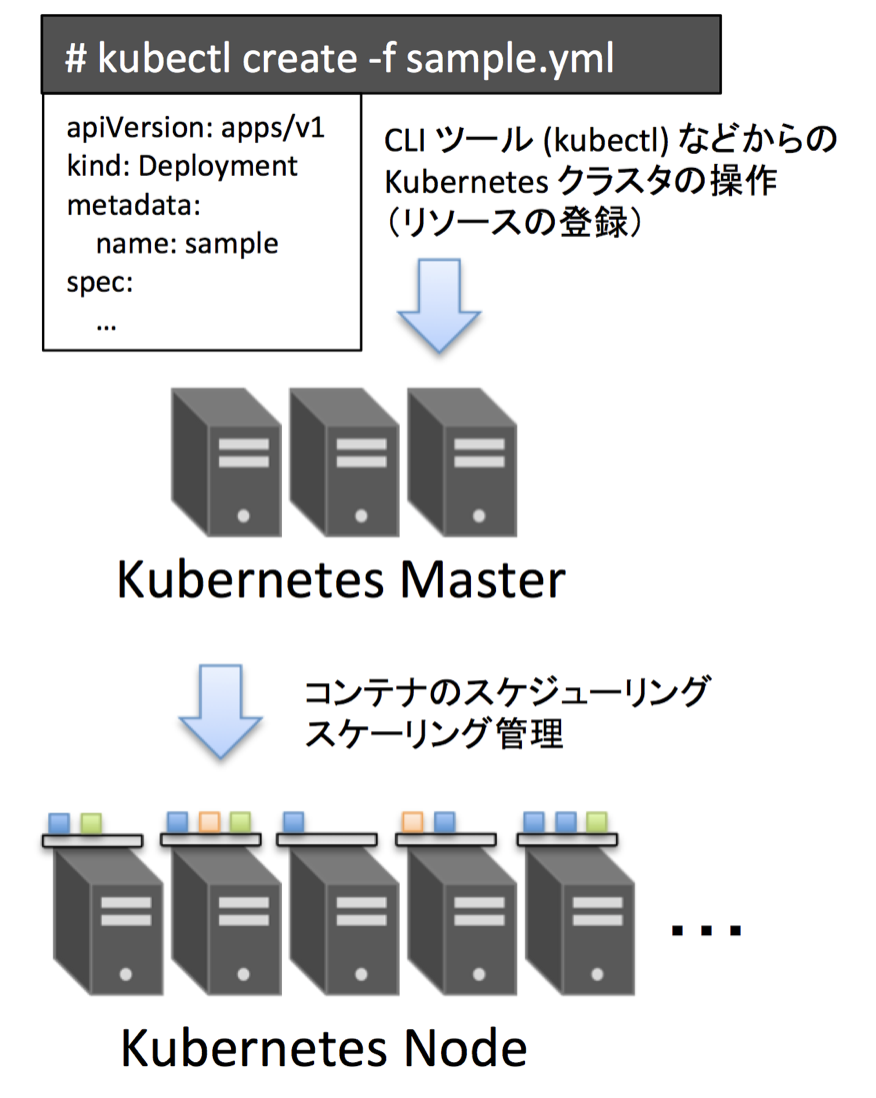 # kubectl create -f sample.yml
apiVersion: apps/v1
kind: Deployment
metadata:
name: sample
spec:
...
CLI ツール (kubectl) などからの
Kubernetes クラスタの操作
（リソースの登録）
Kubernetes Master
コンテナのスケジューリング
スケーリング管理
...
Kubernetes Node